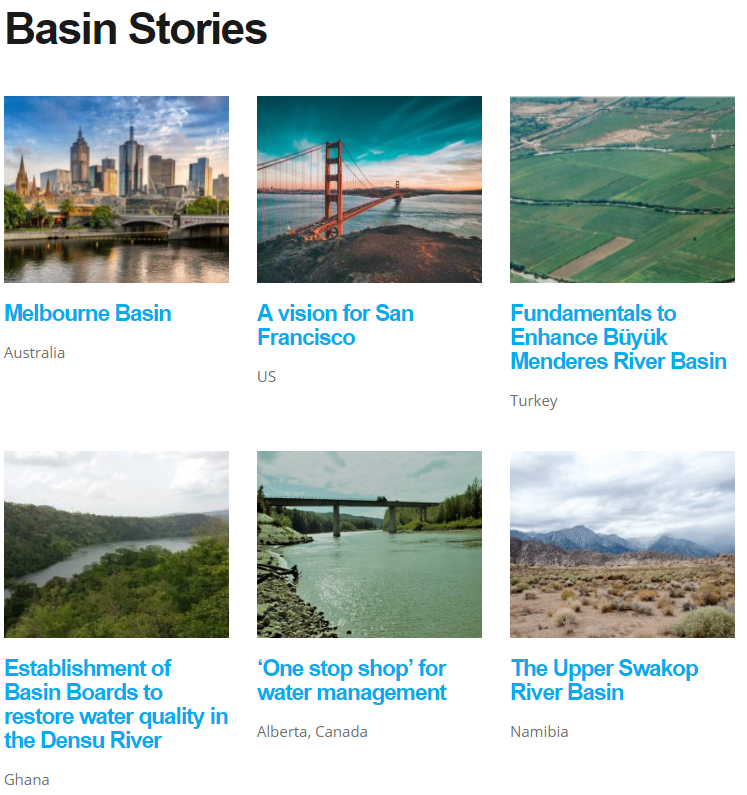 Basin Stories
Melbourne Basin
Australia
A vision for San
Francisco
US
Fundamentals to
Enhance Büyük
Menderes River Basin
Turkey
Establishment of
Basin Boards to
restore water quality in
the Densu River
Ghana
‘One stop shop’ for
water management
Alberta, Canada
The Upper Swakop
River Basin
Namibia